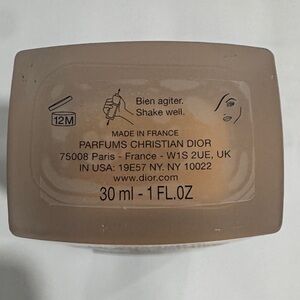 Bien agiter.
Shake well.
12M
MADE IN FRANCE
PARFUMS CHRISTIAN DIOR
75008 Paris - France - W1S 2UE, UK
IN USA: 19E57 NY. NY 10022
www.dior.com
30 ml - 1 FL.OZ